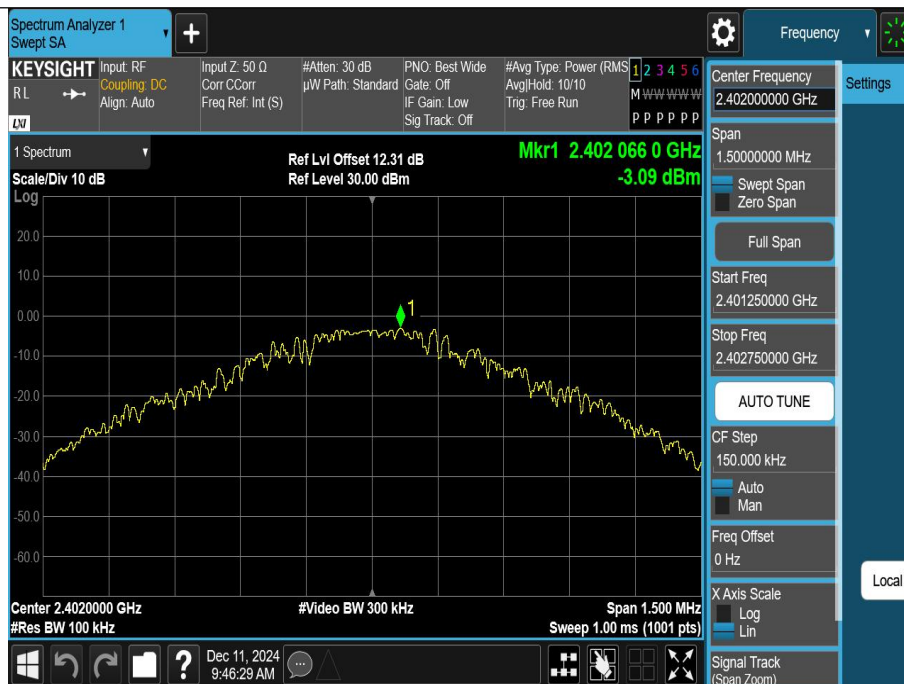 Spectrum Analyzer 1
Swept SA
+
Frequency
KEYSIGHT
R L
LXI
Input: RF
Coupling: DC
Align: Auto
Input Z: 50 Ω
Corr CCorr
Freq Ref: Int (S)
#Atten: 30 dB
µW Path: Standard
PNO: Best Wide
Gate: Off
IF Gain: Low
Sig Track: Off
#Avg Type: Power (RMS
Avg|Hold: 10/10
Trig: Free Run
1 2 3 4 5 6
M W W W W W
P P P P P P
Center Frequency
2.402000000 GHz
Settings
Span
1.50000000 MHz
Swept Span
Zero Span
Full Span
Start Freq
2.401250000 GHz
Stop Freq
2.402750000 GHz
AUTO TUNE
CF Step
150.000 kHz
Auto
Man
Freq Offset
0 Hz
X Axis Scale
Log
Lin
Signal Track
(Span Zoom)
Local
1 Spectrum
Scale/Div 10 dB
Log
Ref Lvl Offset 12.31 dB
Ref Level 30.00 dBm
Mkr1 2.402 066 0 GHz
-3.09 dBm
20.0
10.0
0.00
-10.0
-20.0
-30.0
-40.0
-50.0
-60.0
1
Center 2.4020000 GHz
#Res BW 100 kHz
#Video BW 300 kHz
Span 1.500 MHz
Sweep 1.00 ms (1001 pts)
?
Dec 11, 2024
9:46:29 AM